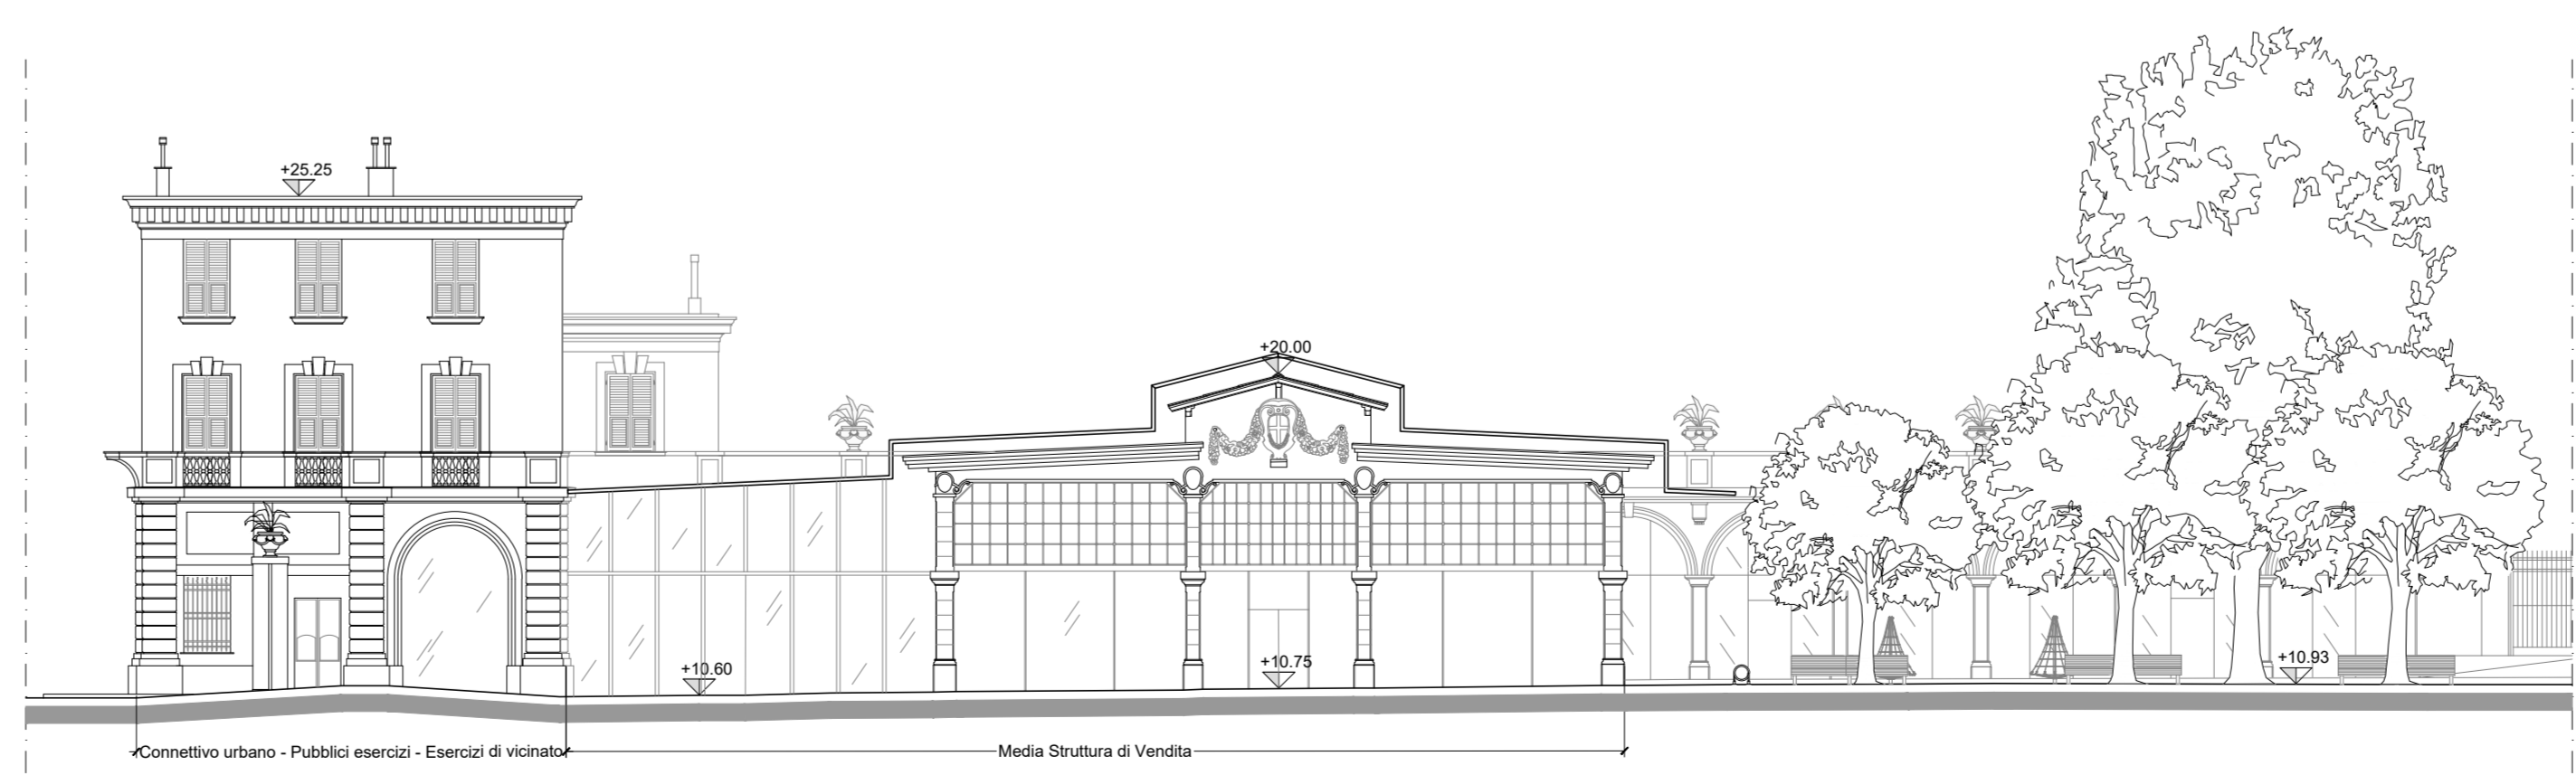 +25.25
+20.00
+10.60
+10.75
+10.93
Connettivo urbano - Pubblici esercizi - Esercizi di vicinato
Media Struttura di Vendita